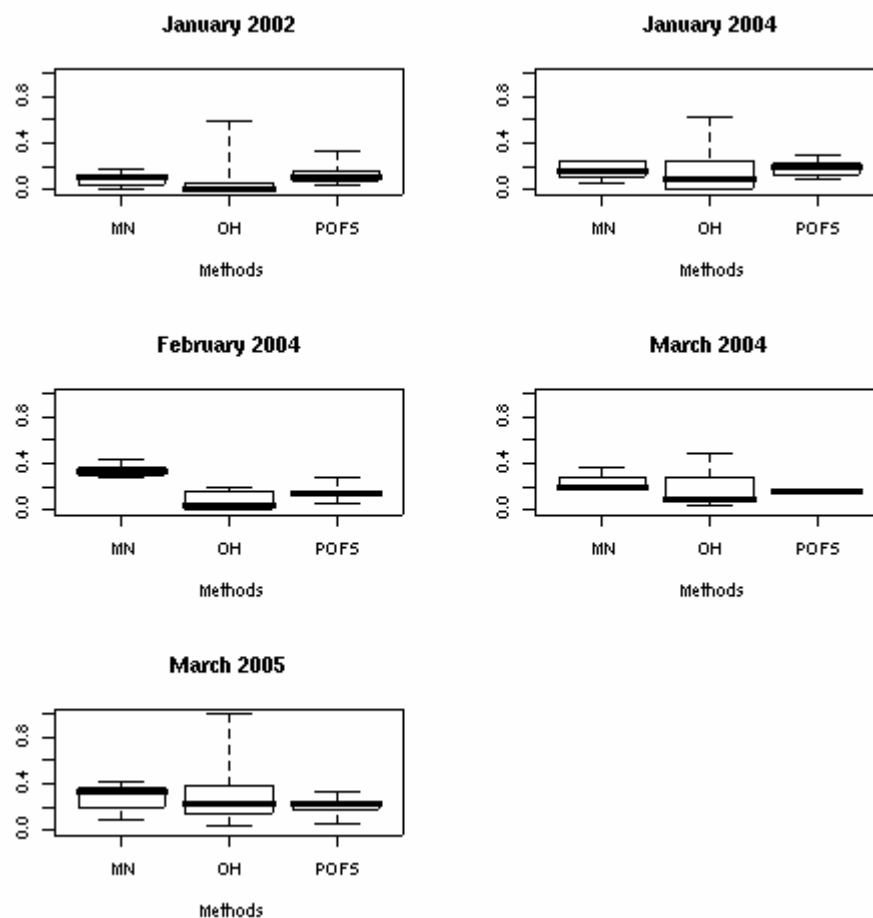 January 2002
0.0 0.4 0.8
MN OH POFS
Methods
January 2004
0.0 0.4 0.8
MN OH POFS
Methods
February 2004
0.0 0.4 0.8
MN OH POFS
Methods
March 2004
0.0 0.4 0.8
MN OH POFS
Methods
March 2005
0.0 0.4 0.8
MN OH POFS
Methods